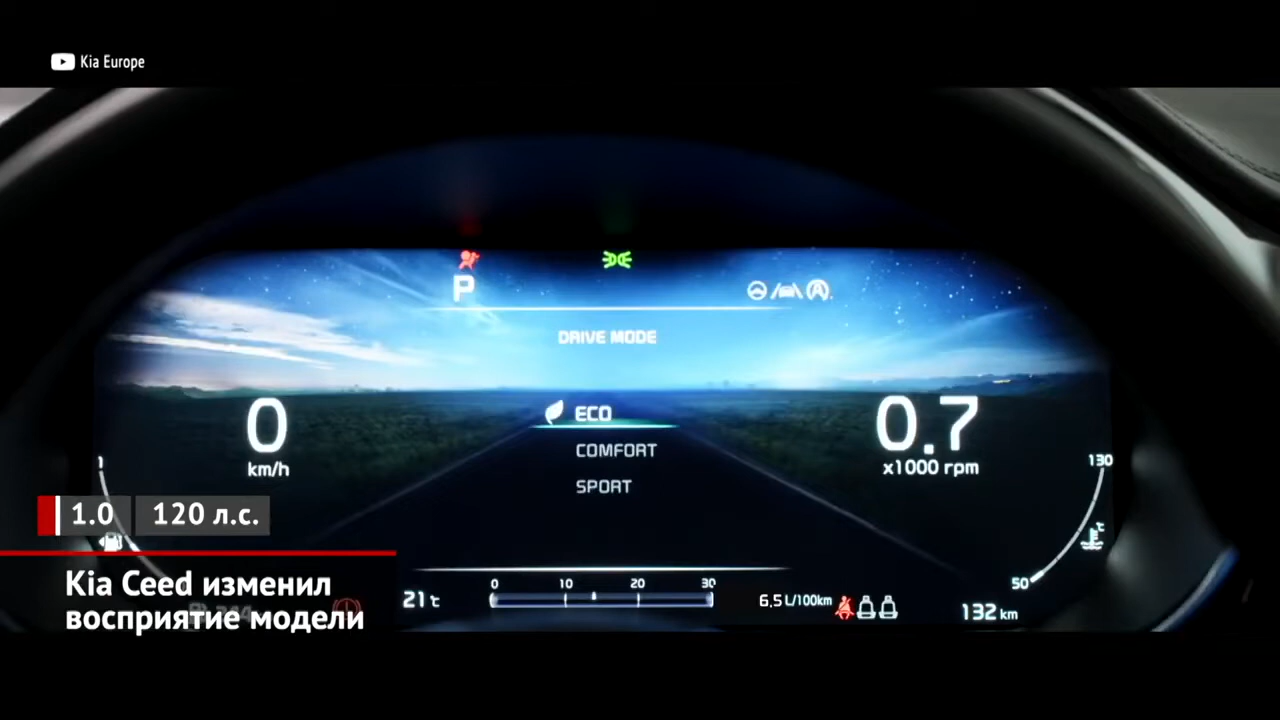 Kia Europe
P
DRIVE MODE
ECO
COMFORT
SPORT
0
km/h
0.7
x1000 rpm
1
130
50
1.0 120 л.с.
Kia Ceed изменил
восприятие модели
21°c
0 10 20 30
6,5 L/100km
132 km